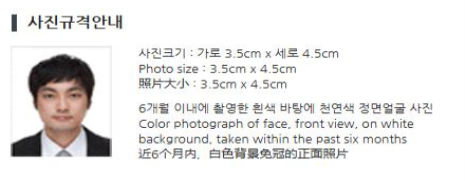 사진규격안내
사진크기 : 가로 3.5cm x 세로 4.5cm
Photo size : 3.5cm x 4.5cm
照片大小 : 3.5cm x 4.5cm
6개월 이내에 촬영한 흰색 바탕에 천연색 정면얼굴 사진
Color photograph of face, front view, on white
background, taken within the past six months
近6个月内, 白色背景免冠的正面照片